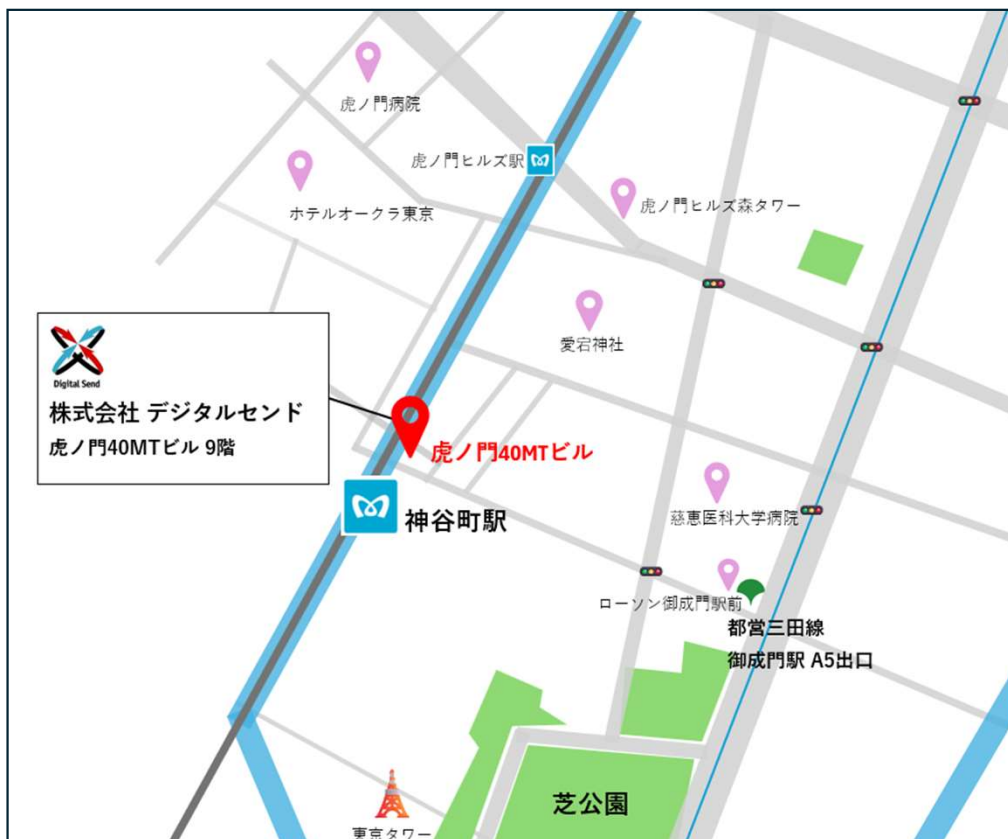 虎ノ門病院
虎ノ門ヒルズ駅
ホテルオークラ東京
虎ノ門ヒルズ森タワー
愛宕神社
Digital Send
株式会社 デジタルセンド
虎ノ門40MTビル 9階
虎ノ門40MTビル
神谷町駅
慈恵医科大学病院
ローソン御成門駅前
都営三田線
御成門駅 A5出口
芝公園
東京タワー